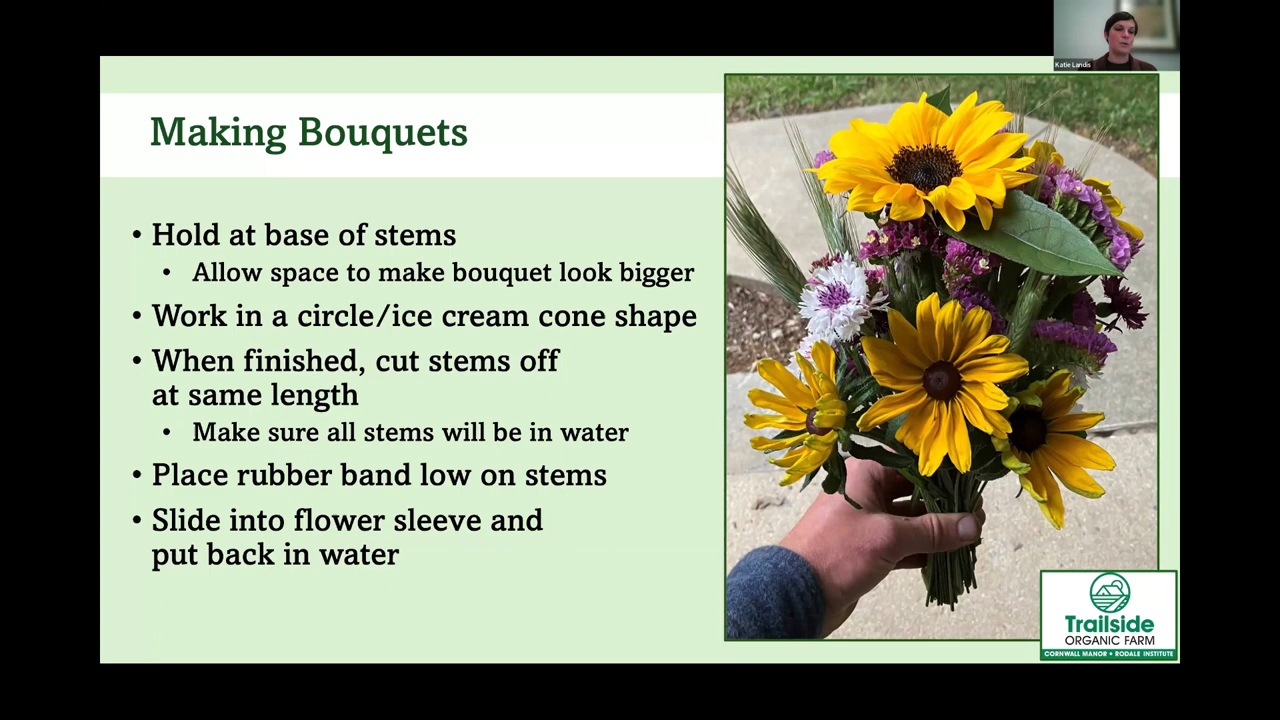 Katie Landis
Making Bouquets
• Hold at base of stems
• Allow space to make bouquet look bigger
• Work in a circle/ice cream cone shape
• When finished, cut stems off
at same length
• Make sure all stems will be in water
• Place rubber band low on stems
• Slide into flower sleeve and
put back in water
Trailside
ORGANIC FARM
CORNWALL MANOR • RODALE INSTITUTE